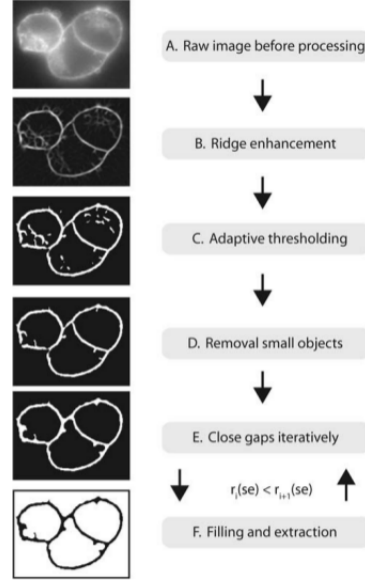 A. Raw image before processing
B. Ridge enhancement
C. Adaptive thresholding
D. Removal small objects
E. Close gaps iteratively
rᵢ(se) < rᵢ₊₁(se)
F. Filling and extraction